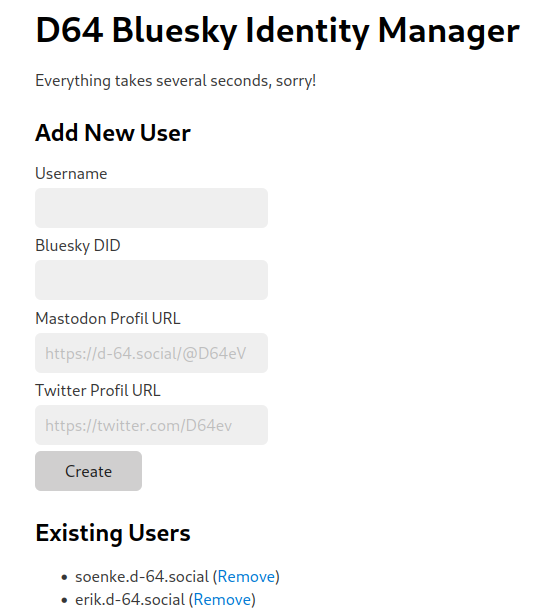 D64 Bluesky Identity Manager
Everything takes several seconds, sorry!
Add New User
Username
Bluesky DID
Mastodon Profil URL
https://d-64.social/@D64eV
Twitter Profil URL
https://twitter.com/D64ev
Create
Existing Users
soenke.d-64.social (Remove)
erik.d-64.social (Remove)